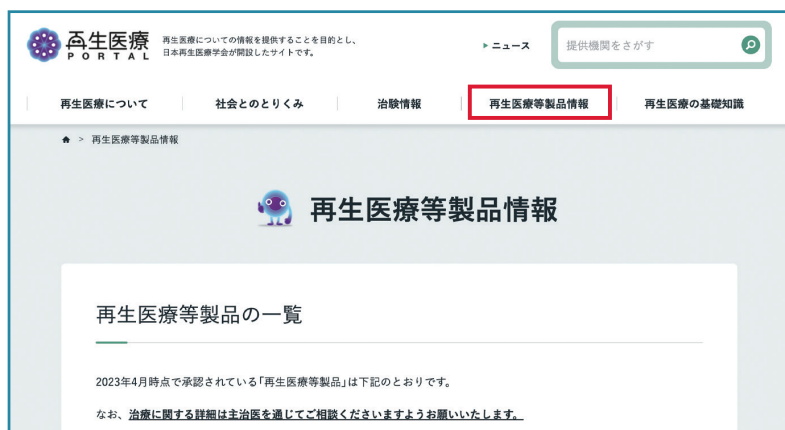 再生医療
PORTAL
再生医療についての情報を提供することを目的とし、
日本再生医療学会が開設したサイトです。
ニュース
提供機関をさがす
再生医療について
社会とのとりくみ
治験情報
再生医療等製品情報
再生医療の基礎知識
> 再生医療等製品情報
再生医療等製品情報
再生医療等製品の一覧
2023年4月時点で承認されている「再生医療等製品」は下記のとおりです。
なお、治療に関する詳細は主治医を通じてご相談くださいますようお願いいたします。